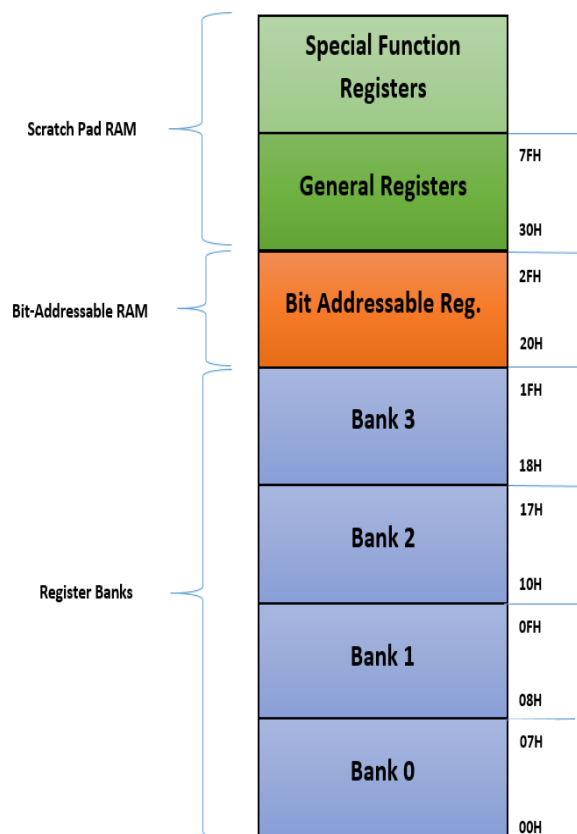 Special Function
Registers
Scratch Pad RAM
7FH
General Registers
30H
2FH
Bit Addressable Reg.
Bit-Addressable RAM
20H
1FH
Bank 3
18H
17H
Bank 2
10H
Register Banks
0FH
Bank 1
08H
07H
Bank 0
00H